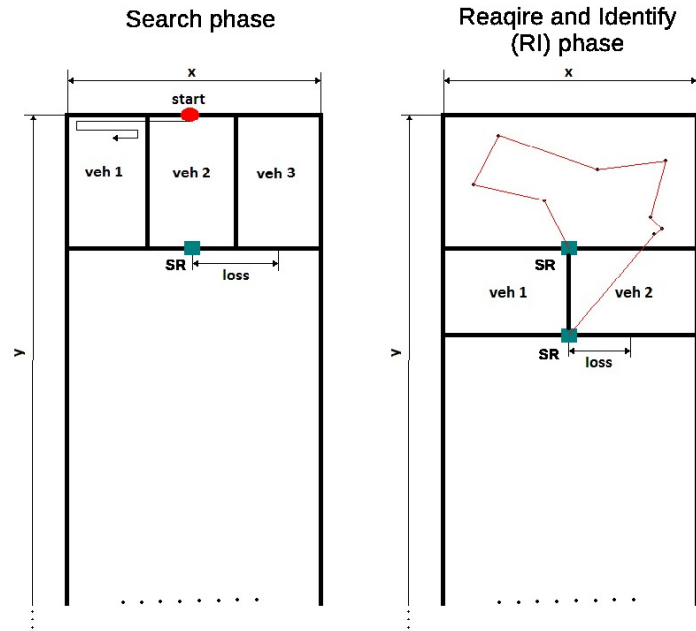 Search phase
x
start
veh 1
veh 2
veh 3
SR
loss
y
Reaqire and Identify
(RI) phase
x
SR
veh 1
veh 2
SR
loss
y